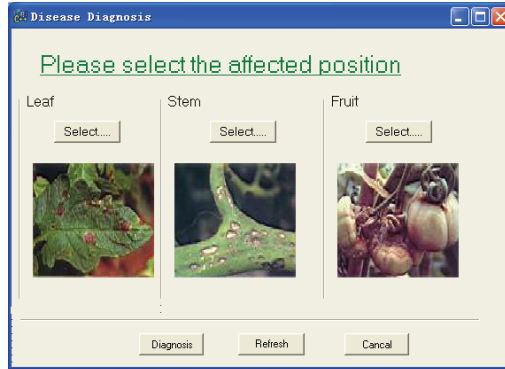 Disease Diagnosis
Please select the affected position
Leaf Stem Fruit
Select.... Select.... Select....
Diagnosis Refresh Cancal